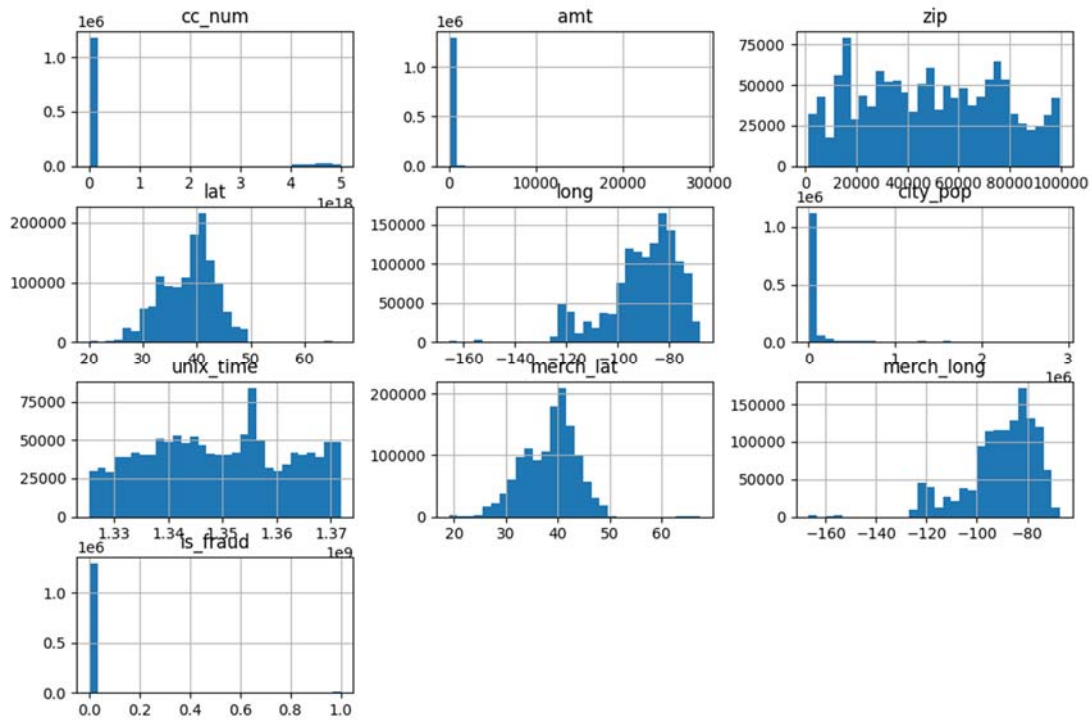 cc_num amt zip
1e6 1e6
1.0 1.0 75000
0.5 0.5 50000
25000
0.0 0.0 0
0 1 2 3 4 5 0 10000 20000 30000 0 20000 40000 60000 80000 100000
1e18
lat long city_pop
1e6
200000 150000 1.0
100000 100000 0.5
50000
0 0 0.0
20 30 40 50 60 −160 −140 −120 −100 −80 0 1 2 3
1e6
unix_time merch_lat merch_long
75000 200000 150000
50000 100000 100000
25000 50000
0 0 0
1.33 1.34 1.35 1.36 1.37 20 30 40 50 60 −160 −140 −120 −100 −80
1e9
is_fraud
1e6
1.0
0.5
0.0
0.0 0.2 0.4 0.6 0.8 1.0